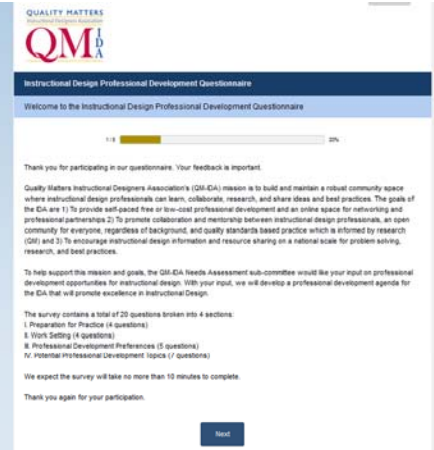 QUALITY MATTERS
Instructional Designers Association
QM IDA
Instructional Design Professional Development Questionnaire
Welcome to the Instructional Design Professional Development Questionnaire
1 / 5
20%
Thank you for participating in our questionnaire. Your feedback is important.
Quality Matters Instructional Designers Association's (QM-IDA) mission is to build and maintain a robust community space
where instructional design professionals can learn, collaborate, research, and share ideas and best practices. The goals of
the IDA are 1) To provide self-paced free or low-cost professional development and an online space for networking and
professional partnerships 2) To promote collaboration and mentorship between instructional design professionals, an open
community for everyone, regardless of background, and quality standards based practice which is informed by research
(QM) and 3) To encourage instructional design information and resource sharing on a national scale for problem solving,
research, and best practices.
To help support this mission and goals, the QM-IDA Needs Assessment sub-committee would like your input on professional
development opportunities for instructional design. With your input, we will develop a professional development agenda for
the IDA that will promote excellence in Instructional Design.
The survey contains a total of 20 questions broken into 4 sections:
I. Preparation for Practice (4 questions)
II. Work Setting (4 questions)
III. Professional Development Preferences (5 questions)
IV. Potential Professional Development Topics (7 questions)
We expect the survey will take no more than 10 minutes to complete.
Thank you again for your participation.
Next